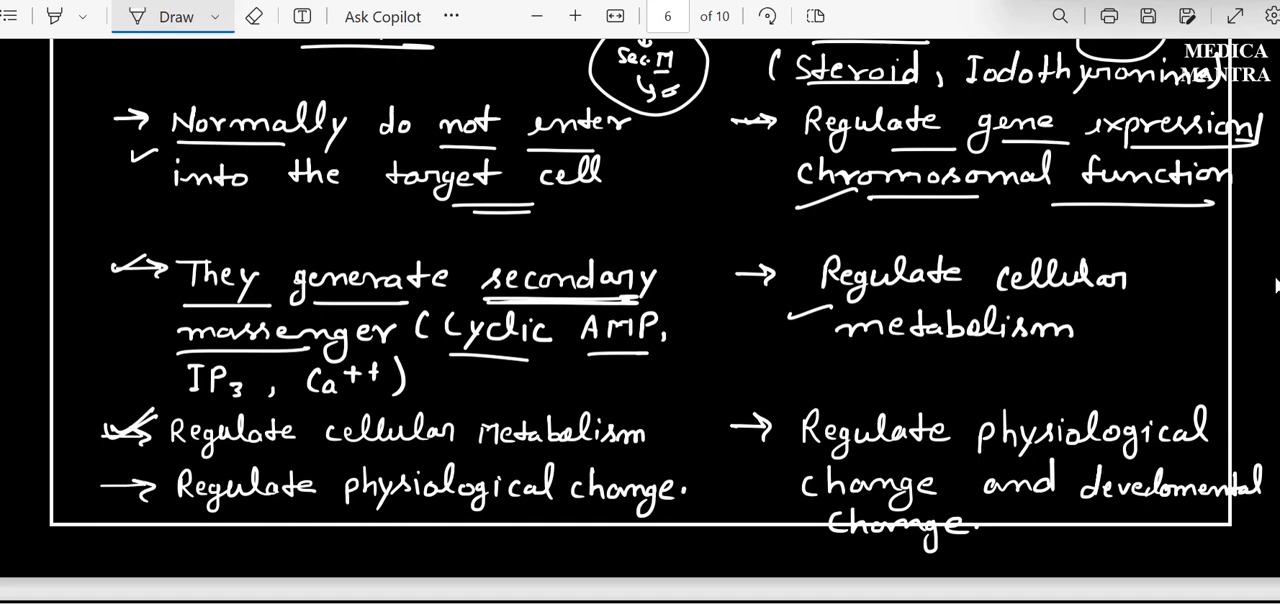 Draw
Ask Copilot
6 of 10
MEDICA
MANTRA
Sec. M
(Steroid, Iodothyronine)
→ Normally do not enter
into the target cell
→ Regulate gene expression/
chromosomal function
→ They generate secondary
massenger (Cyclic AMP,
IP3, Ca++)
→ Regulate cellular
metabolism
→ Regulate cellular Metabolism
→ Regulate physiological change.
→ Regulate physiological
change and develomental
change.